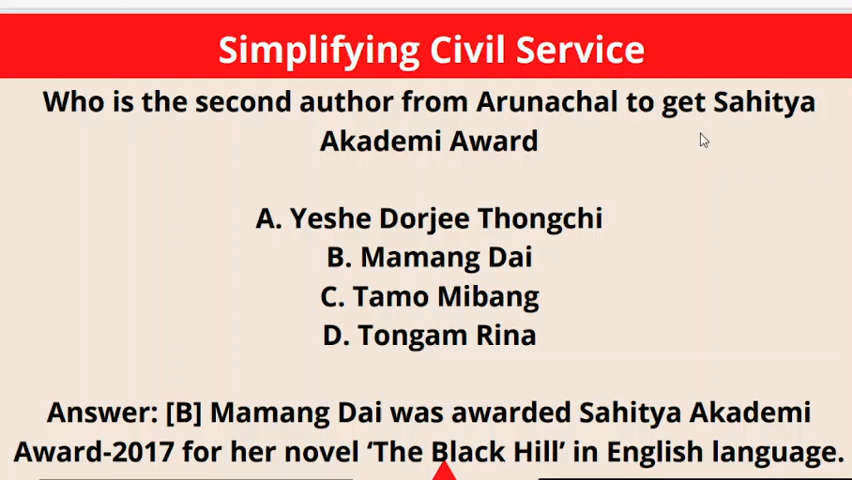 Simplifying Civil Service
Who is the second author from Arunachal to get Sahitya
Akademi Award
A. Yeshe Dorjee Thongchi
B. Mamang Dai
C. Tamo Mibang
D. Tongam Rina
Answer: [B] Mamang Dai was awarded Sahitya Akademi
Award-2017 for her novel ‘The Black Hill’ in English language.